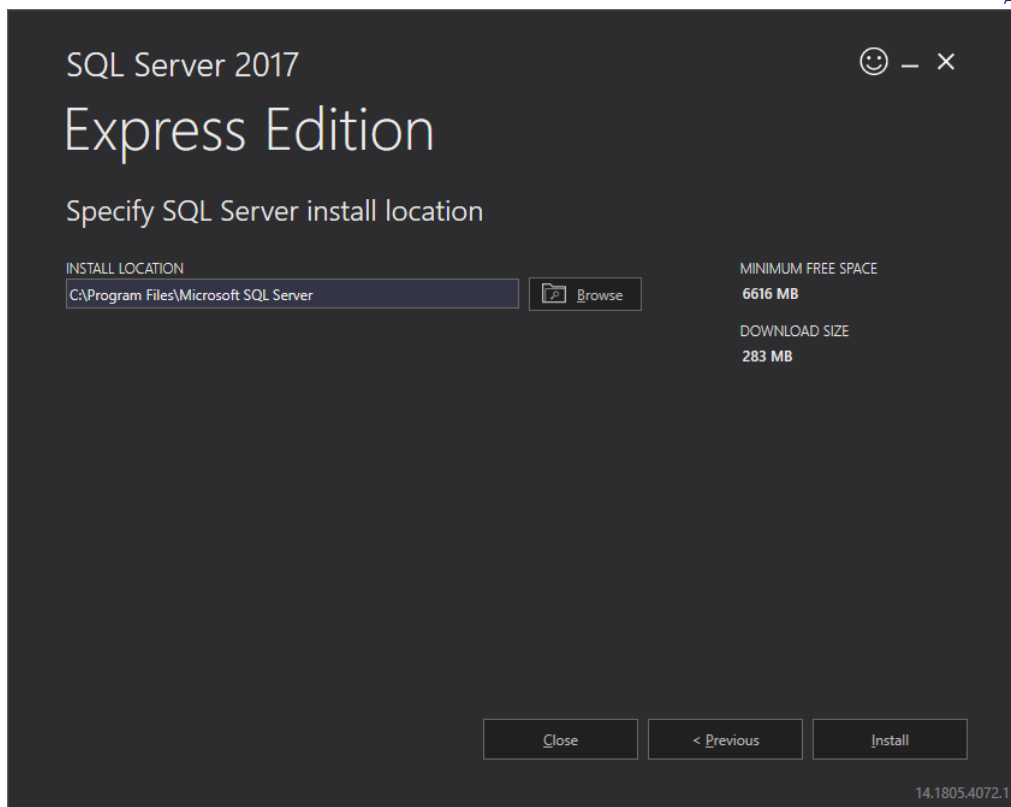 SQL Server 2017
Express Edition
Specify SQL Server install location
INSTALL LOCATION
C:\Program Files\Microsoft SQL Server
Browse
MINIMUM FREE SPACE
6616 MB
DOWNLOAD SIZE
283 MB
Close
< Previous
Install
14.1805.4072.1